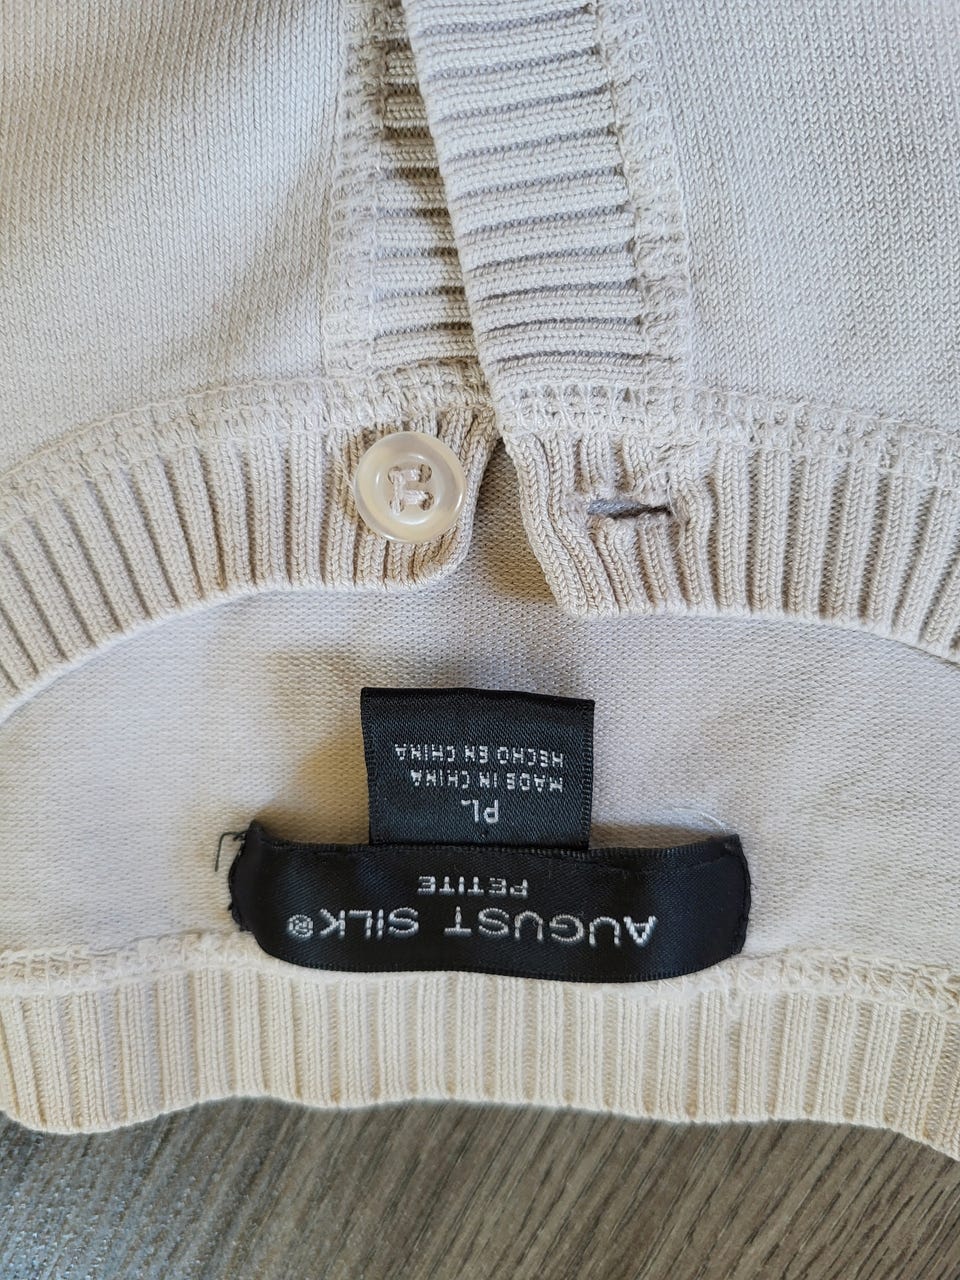 AUGUST SILK®
PETITE
PL
MADE IN CHINA
HECHO EN CHINA